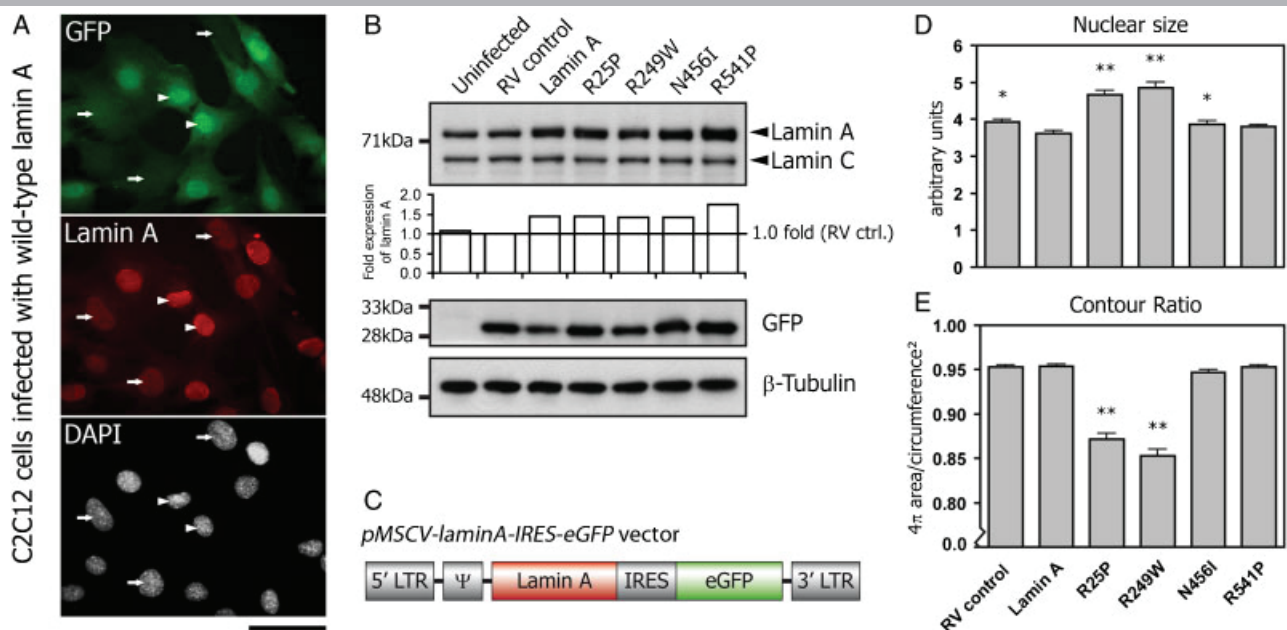 A
C2C12 cells infected with wild-type lamin A
GFP
Lamin A
DAPI
B
Uninfected
RV control
Lamin A
R25P
R249W
N456I
R541P
71kDa
Lamin A
Lamin C
Fold expression
of lamin A
2.0
1.5
1.0
0.5
0.0
1.0 fold (RV ctrl.)
33kDa
28kDa
GFP
48kDa
β-Tubulin
C
pMSCV-laminA-IRES-eGFP vector
5' LTR Ψ Lamin A IRES eGFP 3' LTR
D
Nuclear size
arbitrary units
6
5
4
3
2
1
0
*
**
**
*
E
Contour Ratio
4π area/circumference²
1.00
0.95
0.90
0.85
0.80
0.0
**
**
RV control
Lamin A
R25P
R249W
N456I
R541P